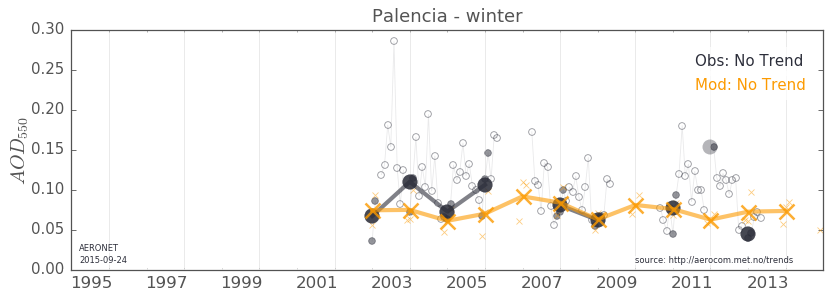 Palencia - winter
0.30
0.25
0.20
0.15
0.10
0.05
0.00
AOD550
Obs: No Trend
Mod: No Trend
AERONET
2015-09-24
source: http://aerocom.met.no/trends
1995 1997 1999 2001 2003 2005 2007 2009 2011 2013